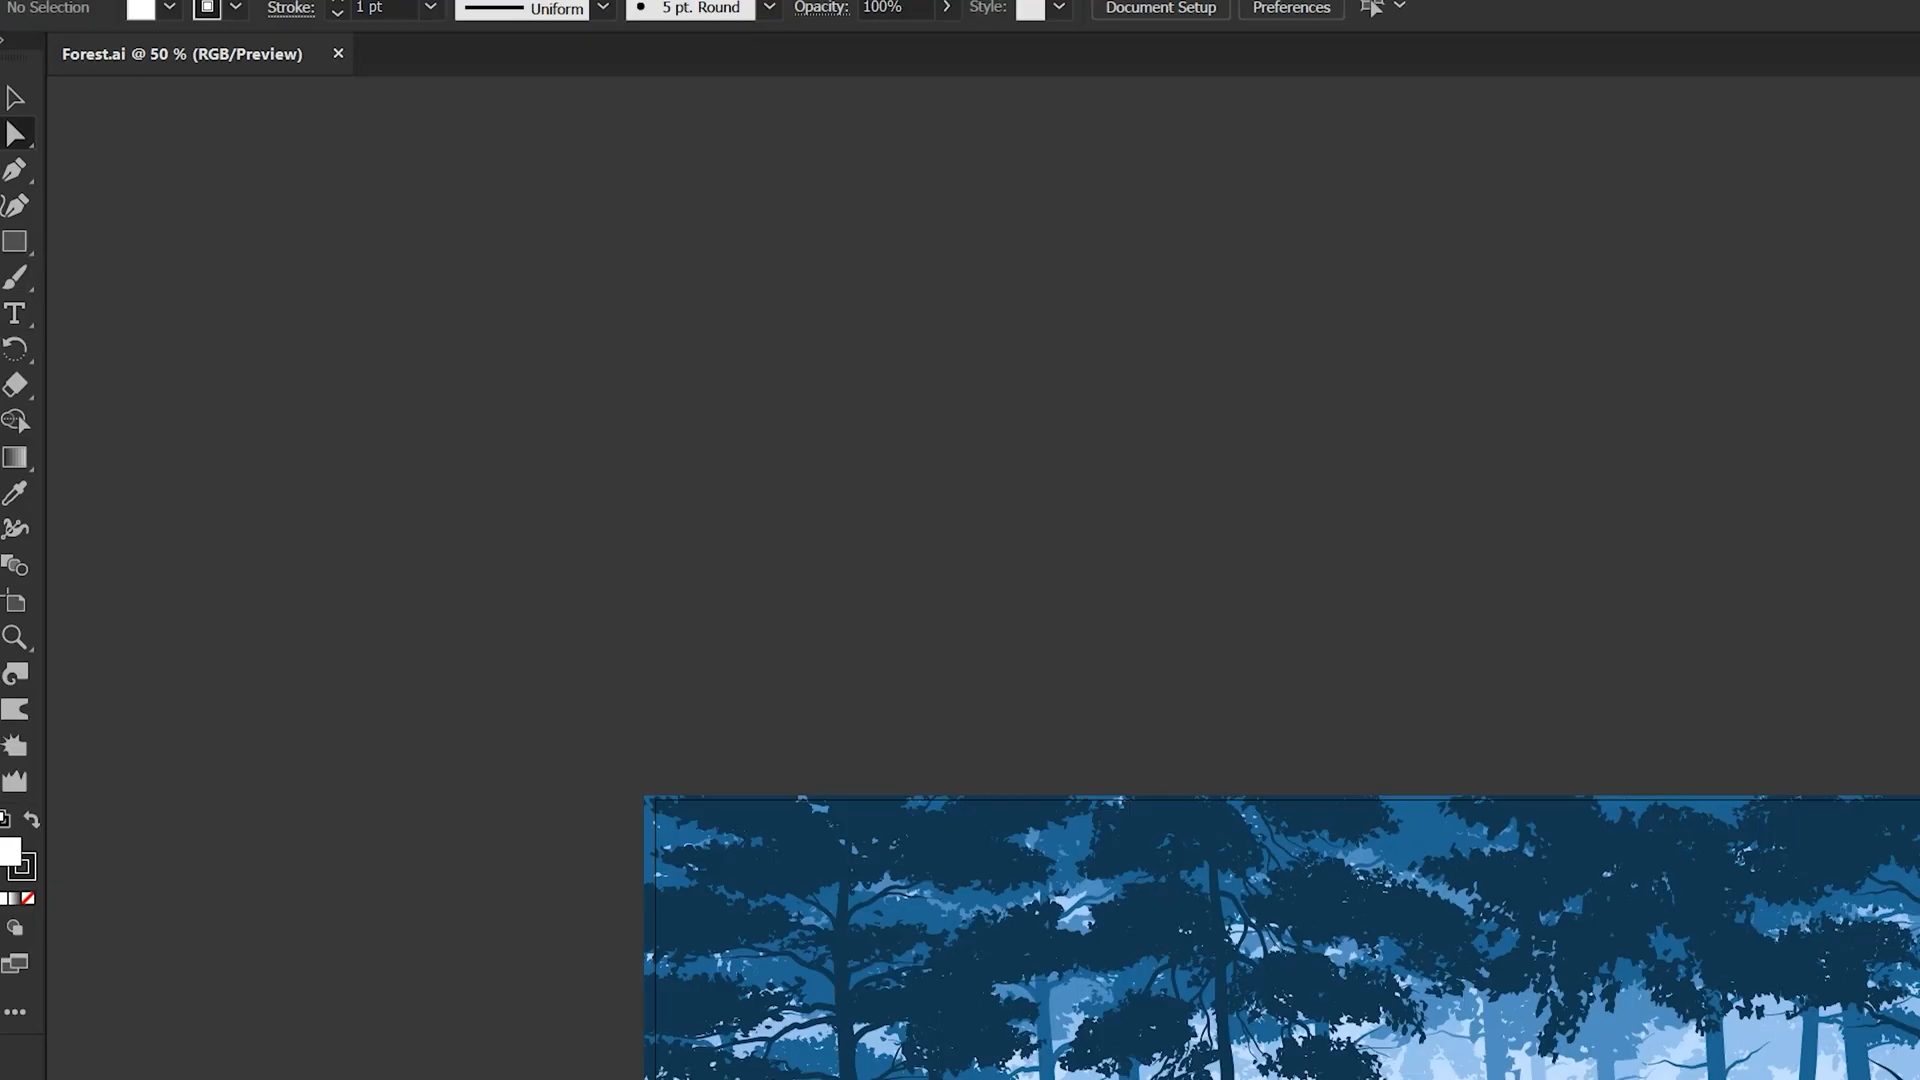 No Selection Stroke: 1 pt Uniform 5 pt. Round Opacity: 100% Style: Document Setup Preferences
Forest.ai @ 50 % (RGB/Preview)